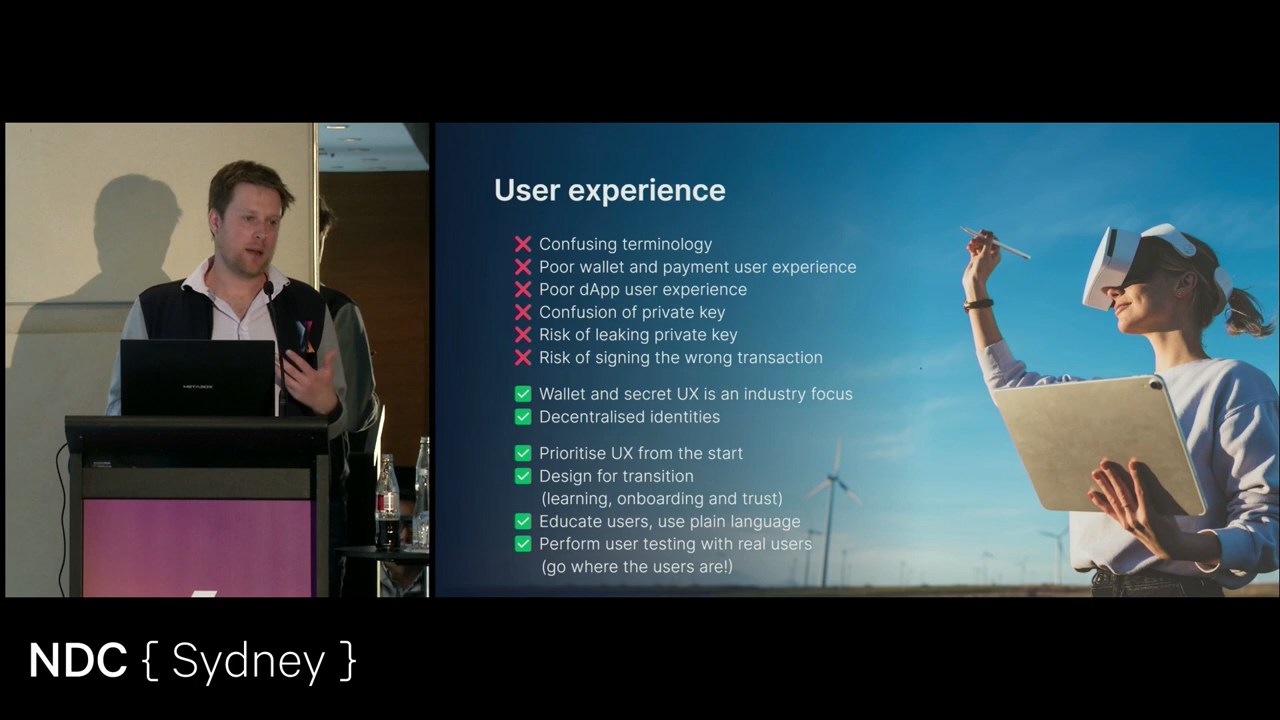 User experience
Confusing terminology
Poor wallet and payment user experience
Poor dApp user experience
Confusion of private key
Risk of leaking private key
Risk of signing the wrong transaction
Wallet and secret UX is an industry focus
Decentralised identities
Prioritise UX from the start
Design for transition
(learning, onboarding and trust)
Educate users, use plain language
Perform user testing with real users
(go where the users are!)
METABOX
NDC { Sydney }